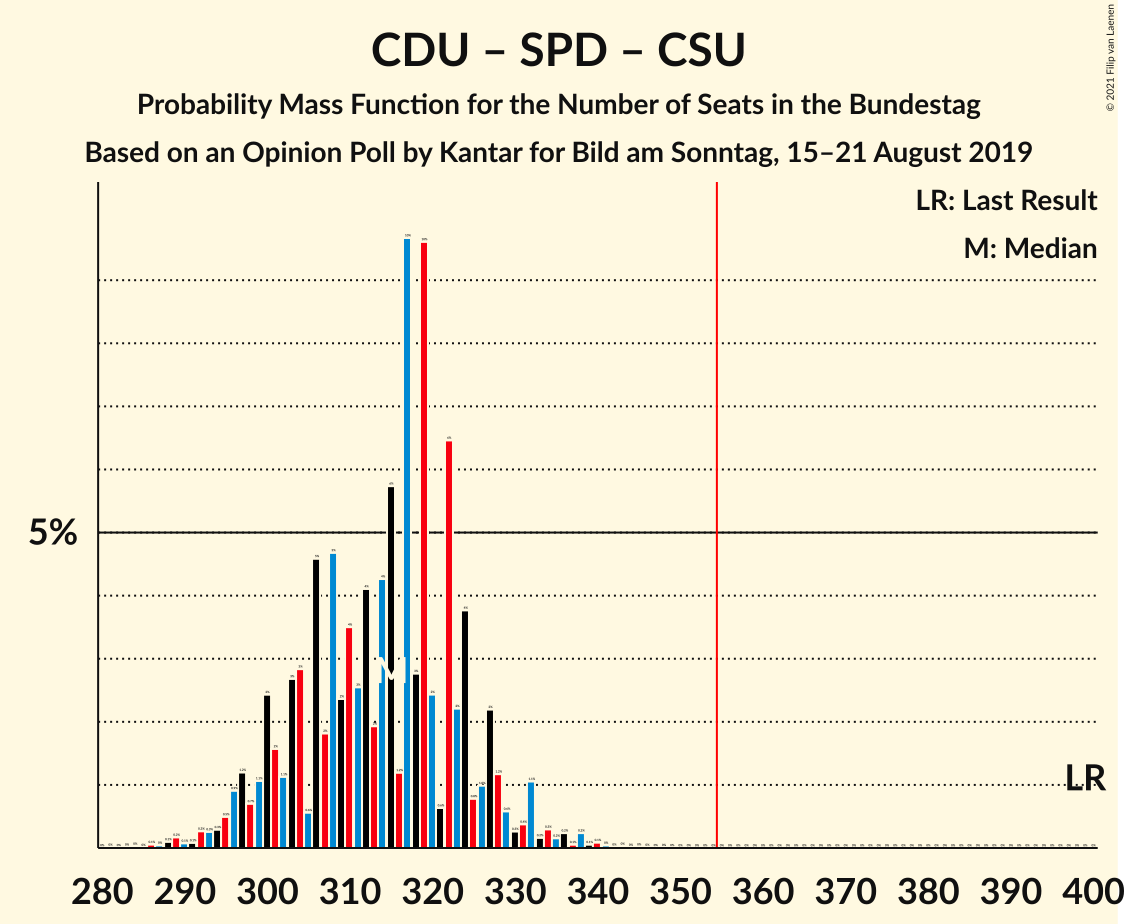 CDU – SPD – CSU
Probability Mass Function for the Number of Seats in the Bundestag
Based on an Opinion Poll by Kantar for Bild am Sonntag, 15–21 August 2019
© 2021 Filip van Laenen
LR: Last Result
M: Median
5%
M
LR
280 290 300 310 320 330 340 350 360 370 380 390 400